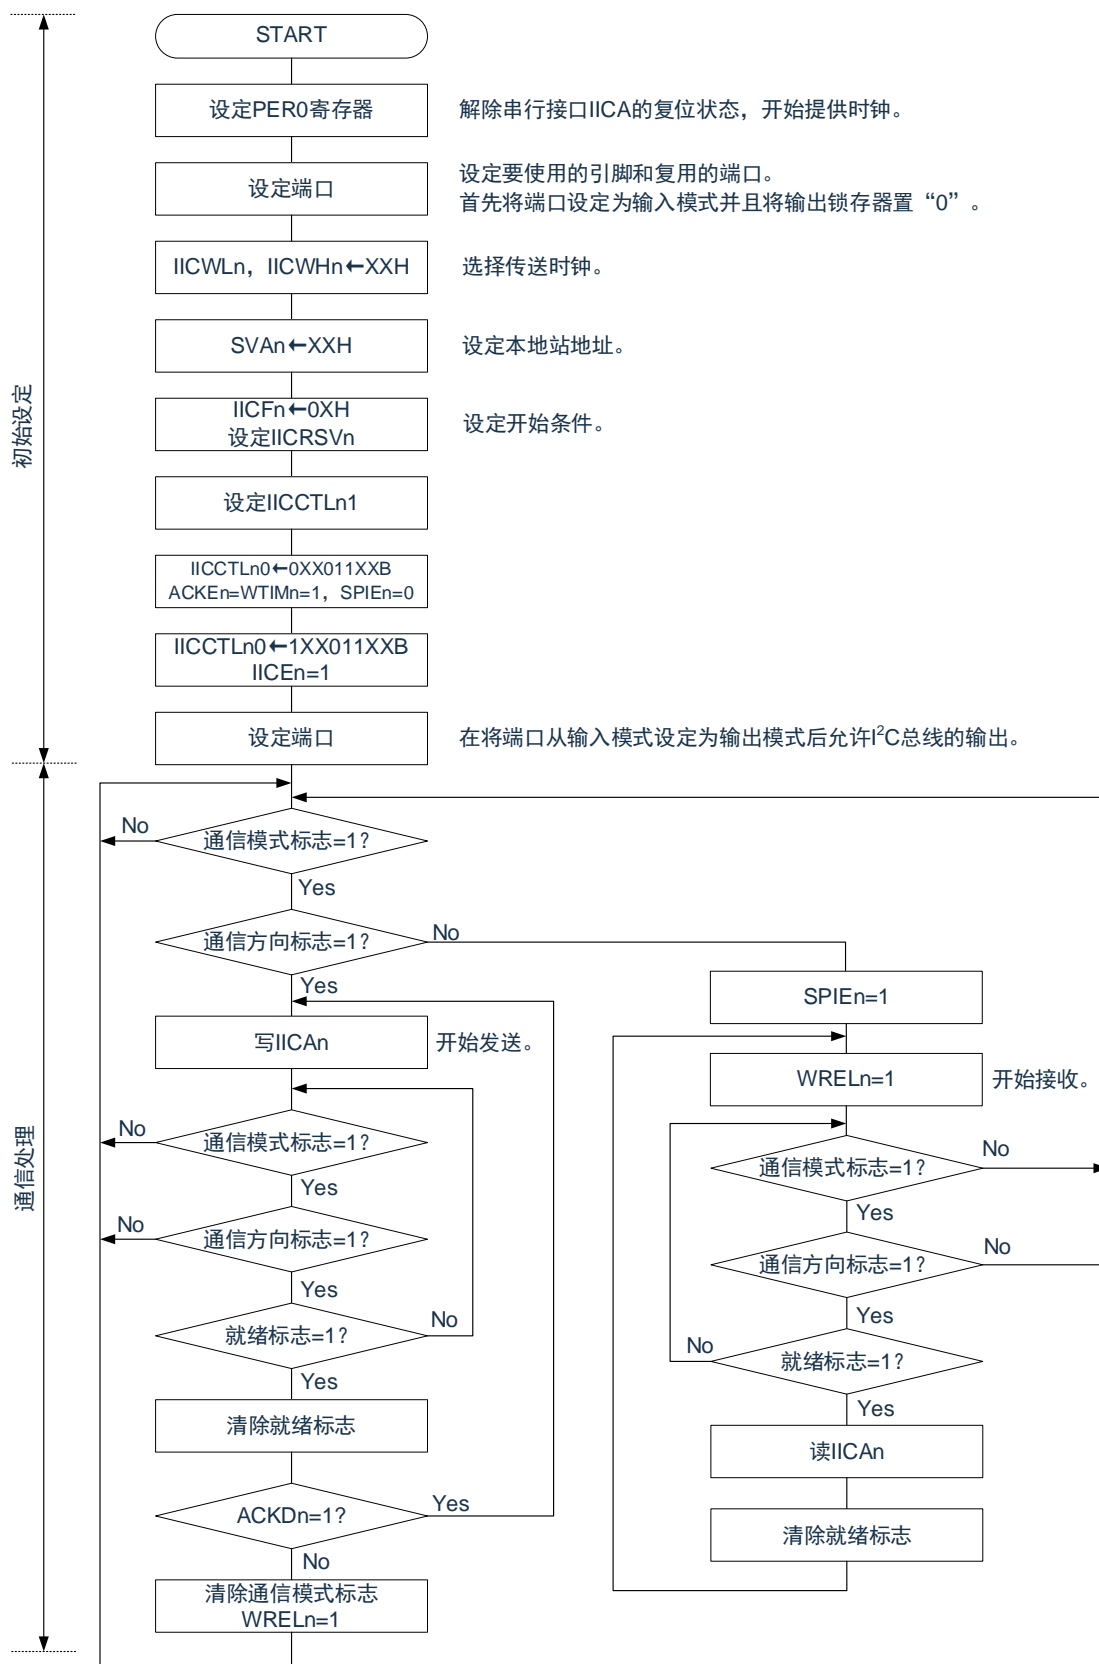 START
设定PER0寄存器
解除串行接口IICA的复位状态，开始提供时钟。
设定端口
设定要使用的引脚和复用的端口。
首先将端口设定为输入模式并且将输出锁存器置“0”。
IICWLn，IICWHn←XXH
选择传送时钟。
SVAn←XXH
设定本地站地址。
IICFn←0XH
设定IICRSVn
设定开始条件。
初始设定
设定IICCTLn1
IICCTLn0←0XX011XXB
ACKEn=WTIMn=1，SPIEn=0
IICCTLn0←1XX011XXB
IICEn=1
设定端口
在将端口从输入模式设定为输出模式后允许I²C总线的输出。
No
通信模式标志=1?
Yes
通信方向标志=1?
No
Yes
写IICAn
开始发送。
No
通信模式标志=1?
Yes
No
通信方向标志=1?
Yes
就绪标志=1?
No
Yes
清除就绪标志
ACKDn=1?
Yes
No
清除通信模式标志
WRELn=1
通信处理
SPIEn=1
WRELn=1
开始接收。
通信模式标志=1?
No
Yes
通信方向标志=1?
No
Yes
No
就绪标志=1?
Yes
读IICAn
清除就绪标志